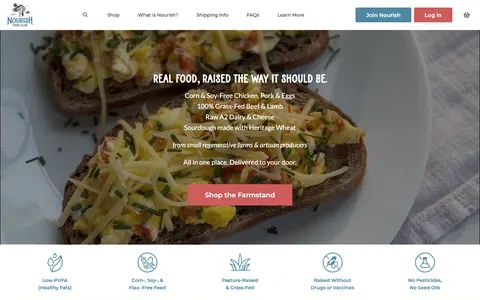 NOURISH
FOOD CLUB
Shop
What is Nourish?
Shipping Info
FAQs
Learn More
Join Nourish
Log in
REAL FOOD, RAISED THE WAY IT SHOULD BE.
Corn & Soy-Free Chicken, Pork & Eggs
100% Grass-Fed Beef & Lamb
Raw A2 Dairy & Cheese
Sourdough made with Heritage Wheat
from small regenerative farms & artisan producers
All in one place. Delivered to your door.
Shop the Farmstand
Low-PUFA
(Healthy Fats)
Corn-, Soy-, &
Flax- Free Feed
Pasture-Raised
& Grass-Fed
Raised Without
Drugs or Vaccines
No Pesticides,
No Seed Oils